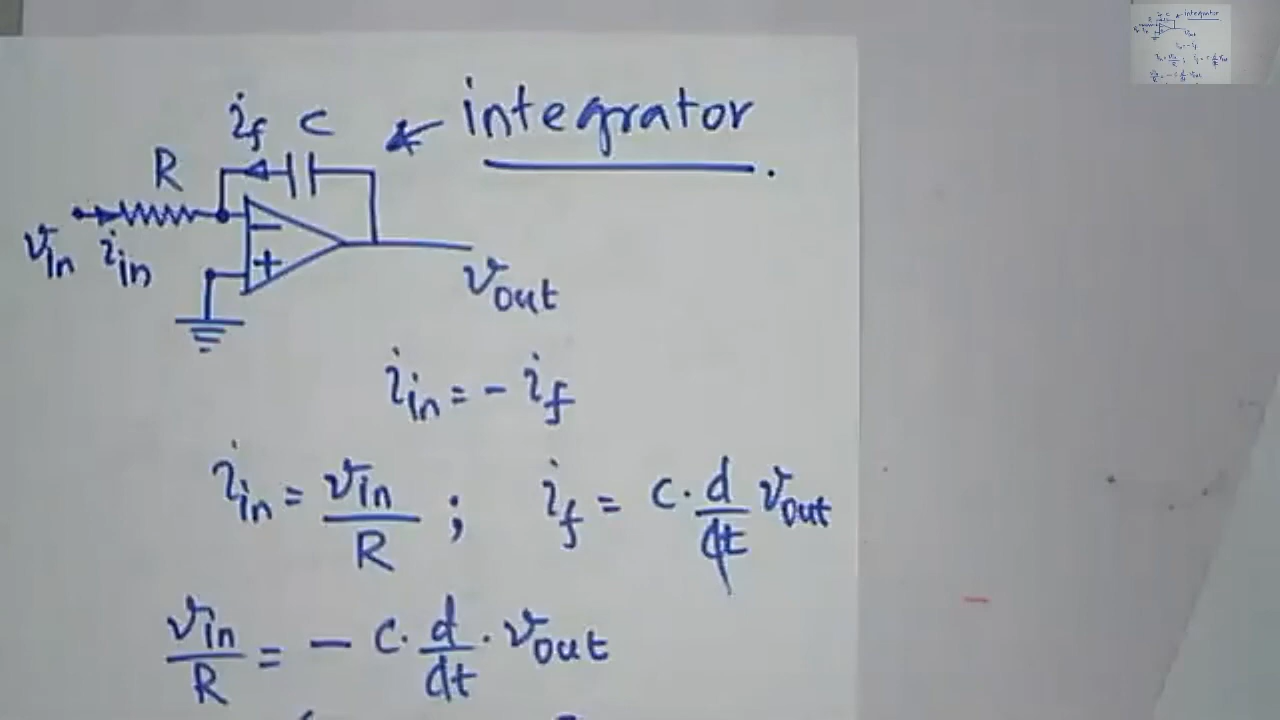 integrator.
i_f C
R
v_in i_in
−
+
v_out
i_in = - i_f
i_in = v_in/R ; i_f = C · d/dt v_out
v_in/R = - C · d/dt · v_out